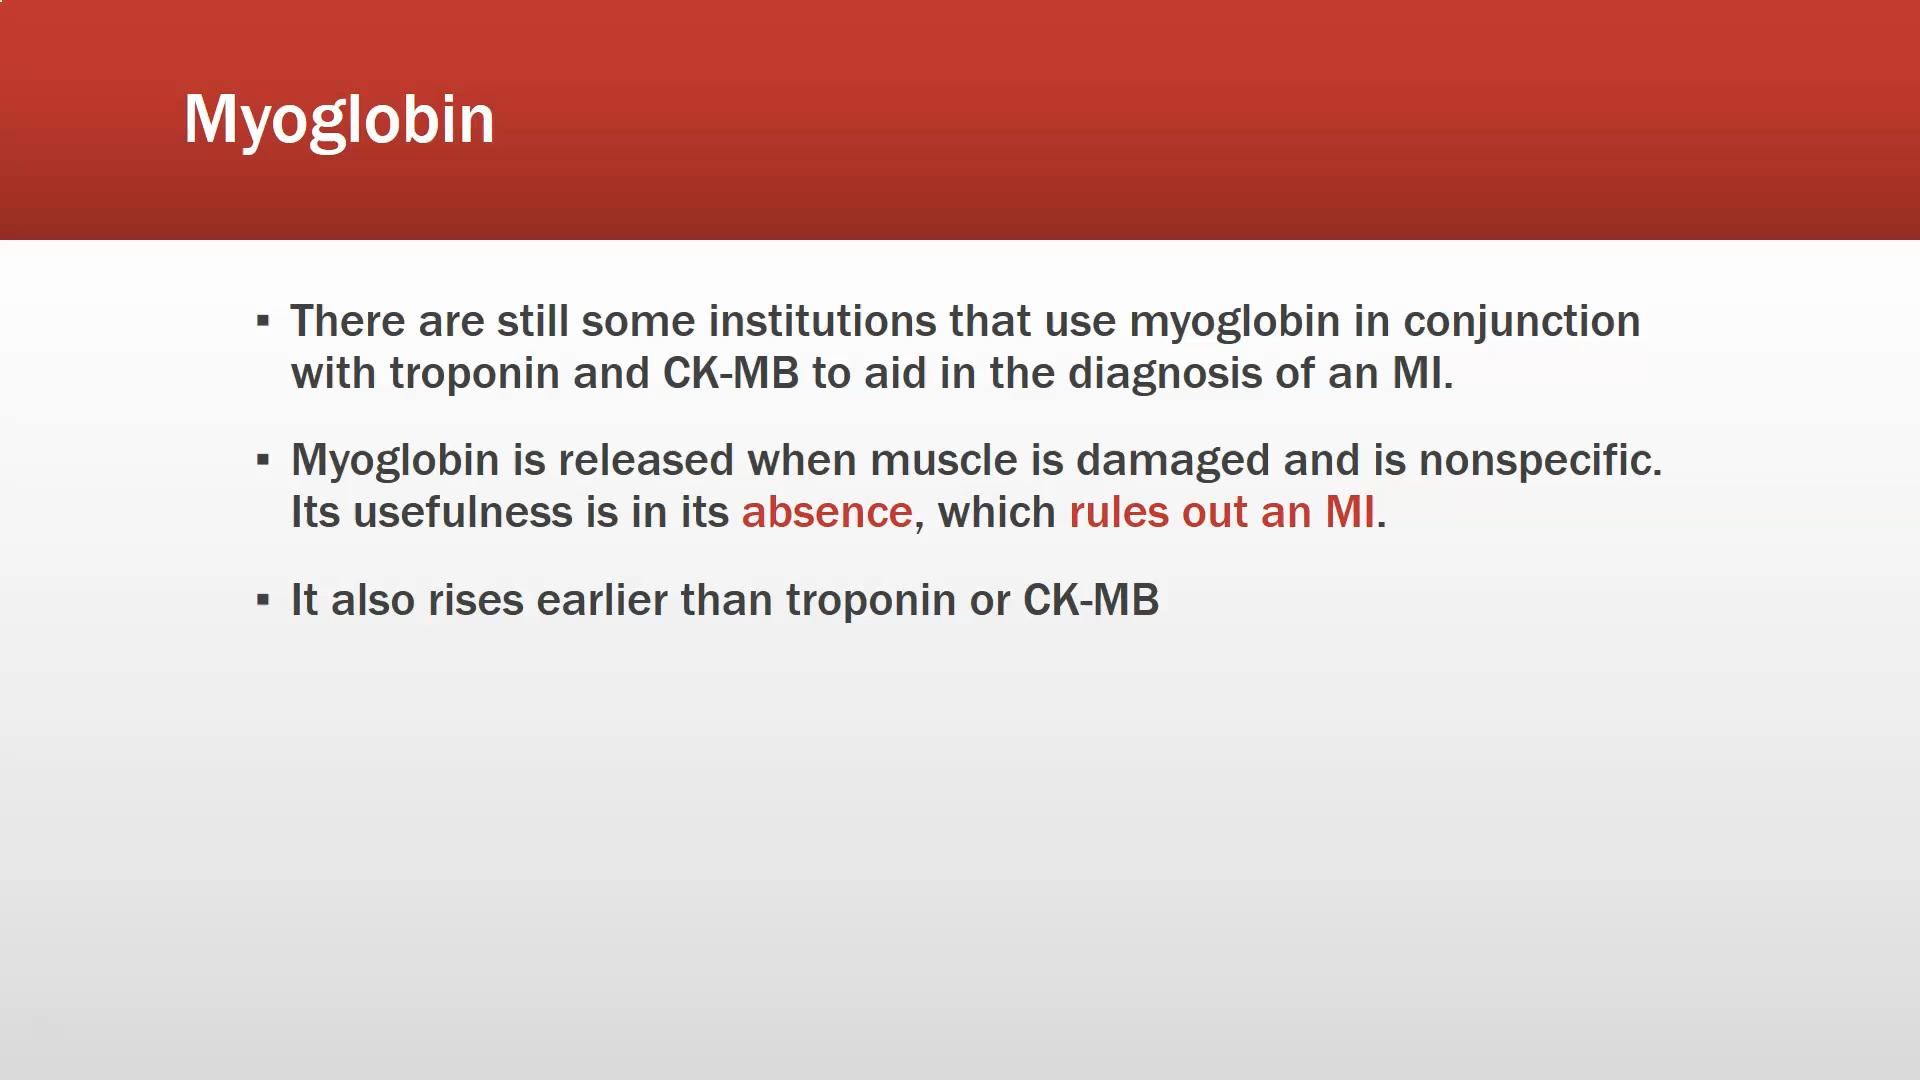 Myoglobin
▪ There are still some institutions that use myoglobin in conjunction
with troponin and CK-MB to aid in the diagnosis of an MI.
▪ Myoglobin is released when muscle is damaged and is nonspecific.
Its usefulness is in its absence, which rules out an MI.
▪ It also rises earlier than troponin or CK-MB